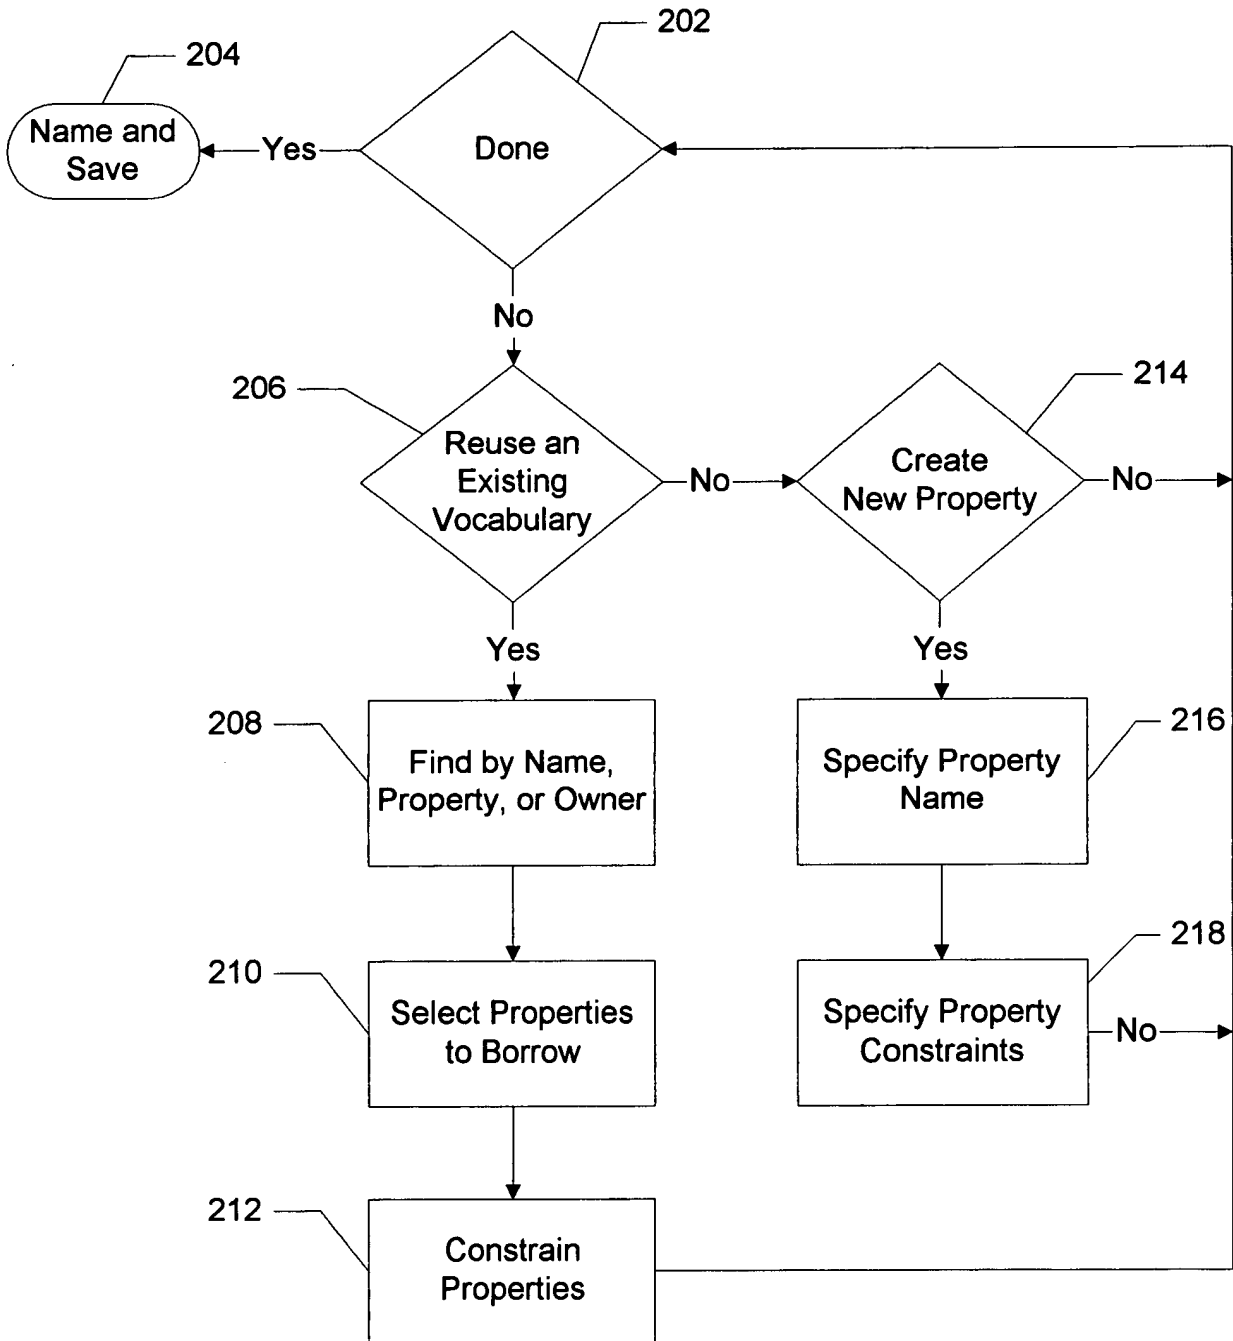 202
204
Name and
Save
Yes
Done
No
206
214
Reuse an
Existing
Vocabulary
No
Create
New Property
No
Yes
Yes
208
216
Find by Name,
Property, or Owner
Specify Property
Name
210
218
Select Properties
to Borrow
Specify Property
Constraints
No
212
Constrain
Properties